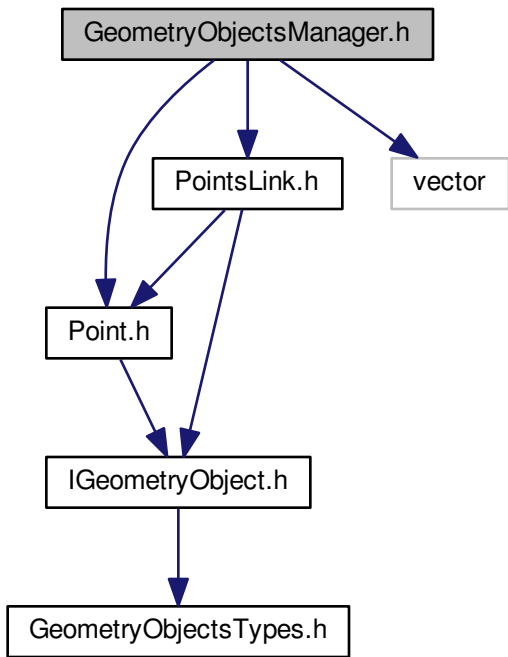 GeometryObjectsManager.h
PointsLink.h
vector
Point.h
IGeometryObject.h
GeometryObjectsTypes.h